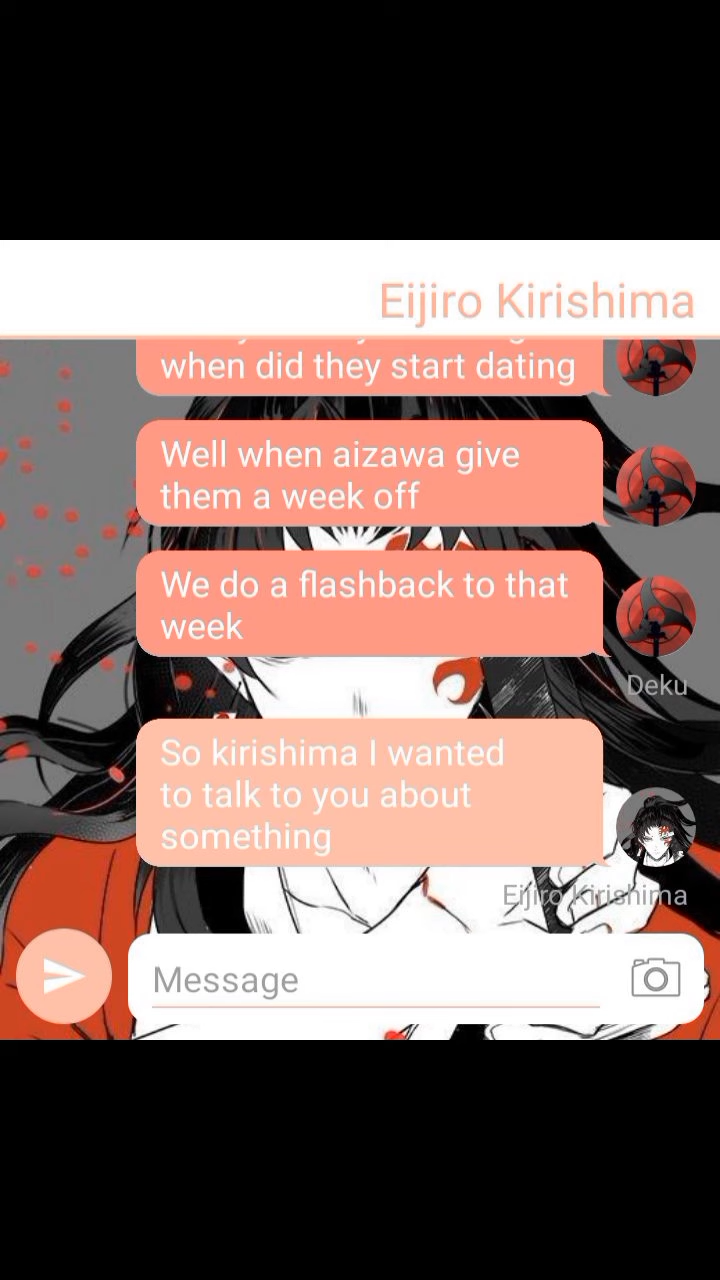 Eijiro Kirishima
when did they start dating
Well when aizawa give
them a week off
We do a flashback to that
week
Deku
So kirishima I wanted
to talk to you about
something
Eijiro Kirishima
Message